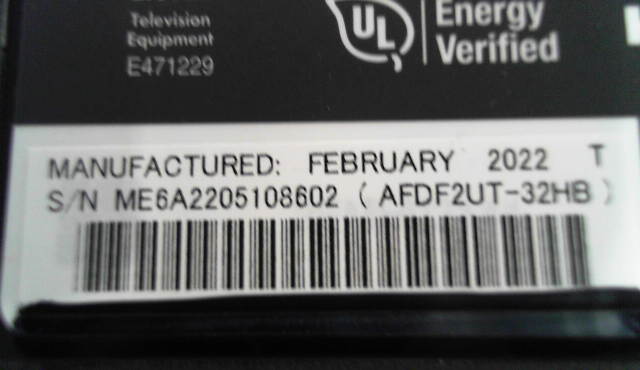 Television
Equipment
E471229
UL
Energy
Verified
MANUFACTURED: FEBRUARY 2022 T
S/N ME6A2205108602 ( AFDF2UT-32HB )